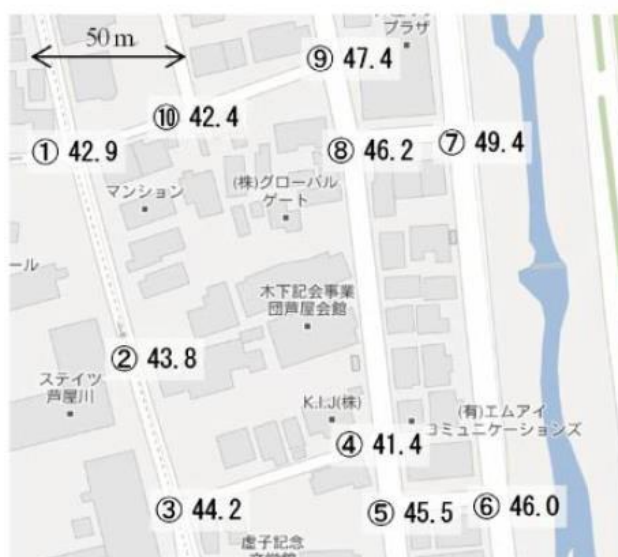 プラザ
50 m
⑨ 47.4
⑩ 42.4
① 42.9
⑧ 46.2
⑦ 49.4
マンション
(株)グローバル
ゲート
ール
木下記会事業
団芦屋会館
② 43.8
ステイツ
芦屋川
K.I.J(株)
(有)エムアイ
コミュニケーションズ
④ 41.4
③ 44.2
⑤ 45.5
⑥ 46.0
虚子記念